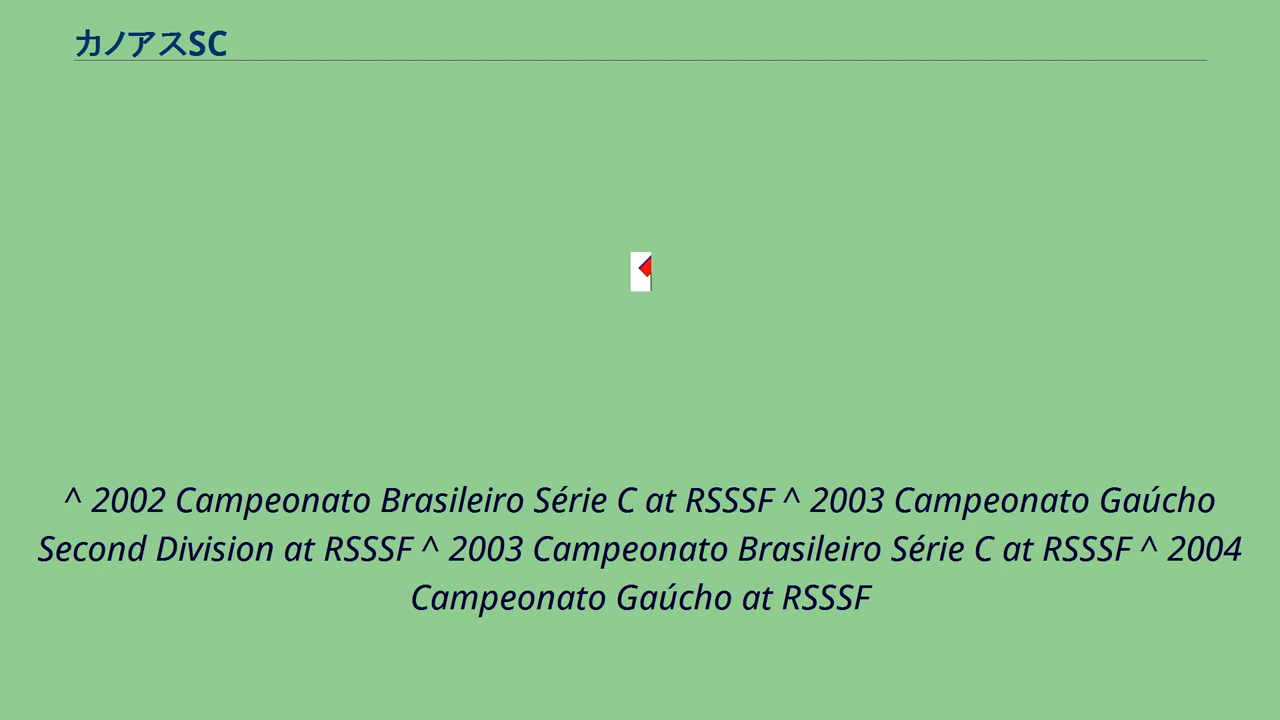 カノアスSC
^ 2002 Campeonato Brasileiro Série C at RSSSF ^ 2003 Campeonato Gaúcho
Second Division at RSSSF ^ 2003 Campeonato Brasileiro Série C at RSSSF ^ 2004
Campeonato Gaúcho at RSSSF